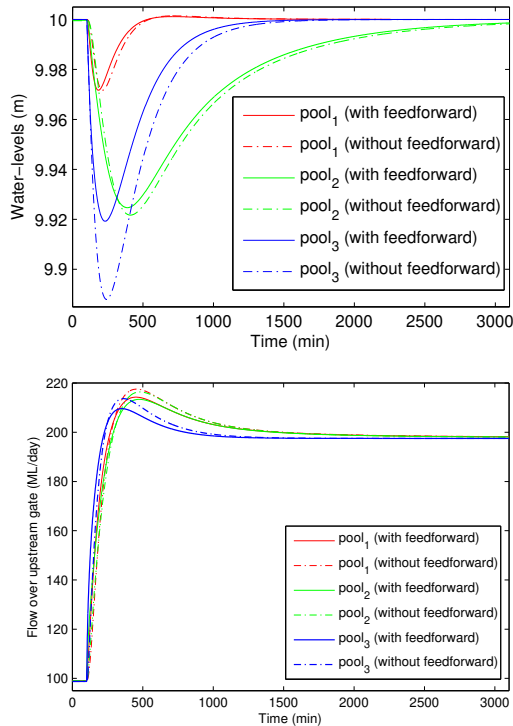 10
9.98
9.96
9.94
9.92
9.9
Water−levels (m)
pool1 (with feedforward)
pool1 (without feedforward)
pool2 (with feedforward)
pool2 (without feedforward)
pool3 (with feedforward)
pool3 (without feedforward)
0 500 1000 1500 2000 2500 3000
Time (min)
220
200
180
160
140
120
100
Flow over upstream gate (ML/day)
pool1 (with feedforward)
pool1 (without feedforward)
pool2 (with feedforward)
pool2 (without feedforward)
pool3 (with feedforward)
pool3 (without feedforward)
0 500 1000 1500 2000 2500 3000
Time (min)